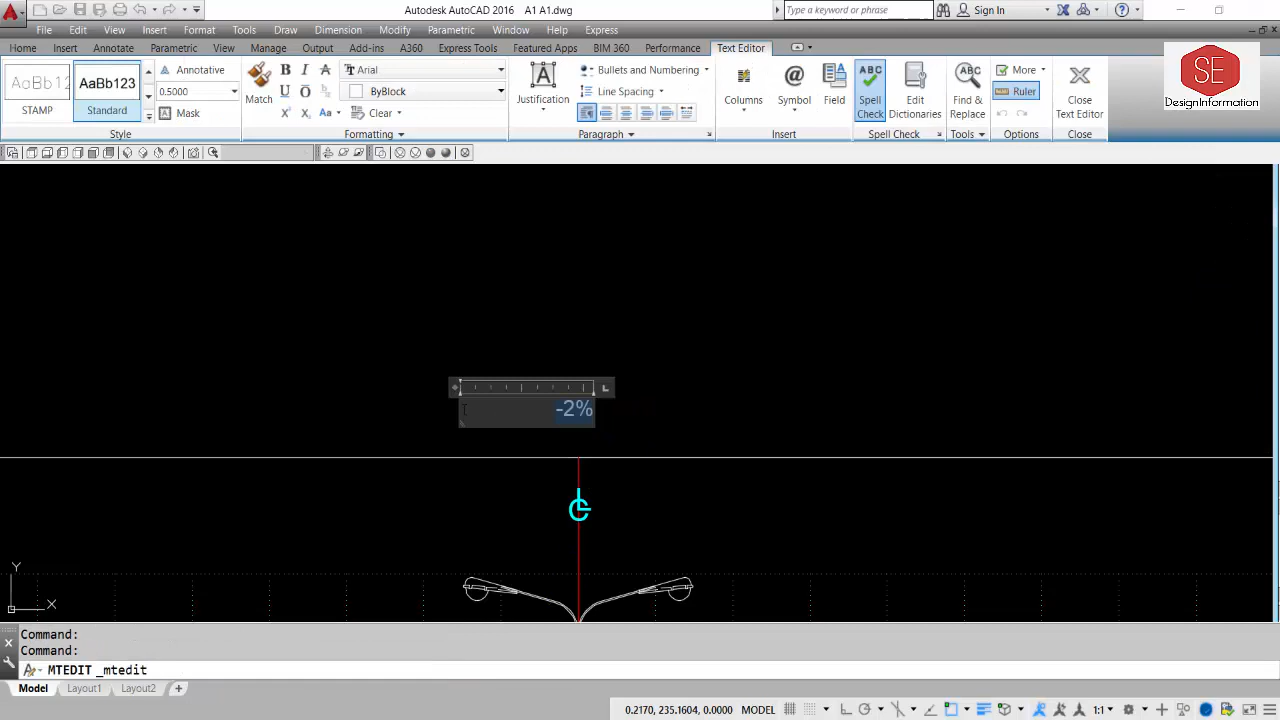 Autodesk AutoCAD 2016 A1 A1.dwg
Type a keyword or phrase
Sign In
File Edit View Insert Format Tools Draw Dimension Modify Parametric Window Help Express
Home Insert Annotate Parametric View Manage Output Add-ins A360 Express Tools Featured Apps BIM 360 Performance Text Editor
AaBb12
STAMP
AaBb123
Standard
Annotative
0.5000
Mask
Style
Match
B I A
U O
Aa
Arial
ByBlock
Clear
Formatting
Justification
Bullets and Numbering
Line Spacing
Paragraph
Columns
Symbol
Field
Insert
ABC
Spell
Check
Edit
Dictionaries
Spell Check
ABC
Find &
Replace
Tools
More
Ruler
Options
Close
Text Editor
Close
SE
DesignInformation
-2%
Y
X
Command:
Command:
MTEDIT _mtedit
Model Layout1 Layout2 +
0.2170, 235.1604, 0.0000 MODEL 1:1